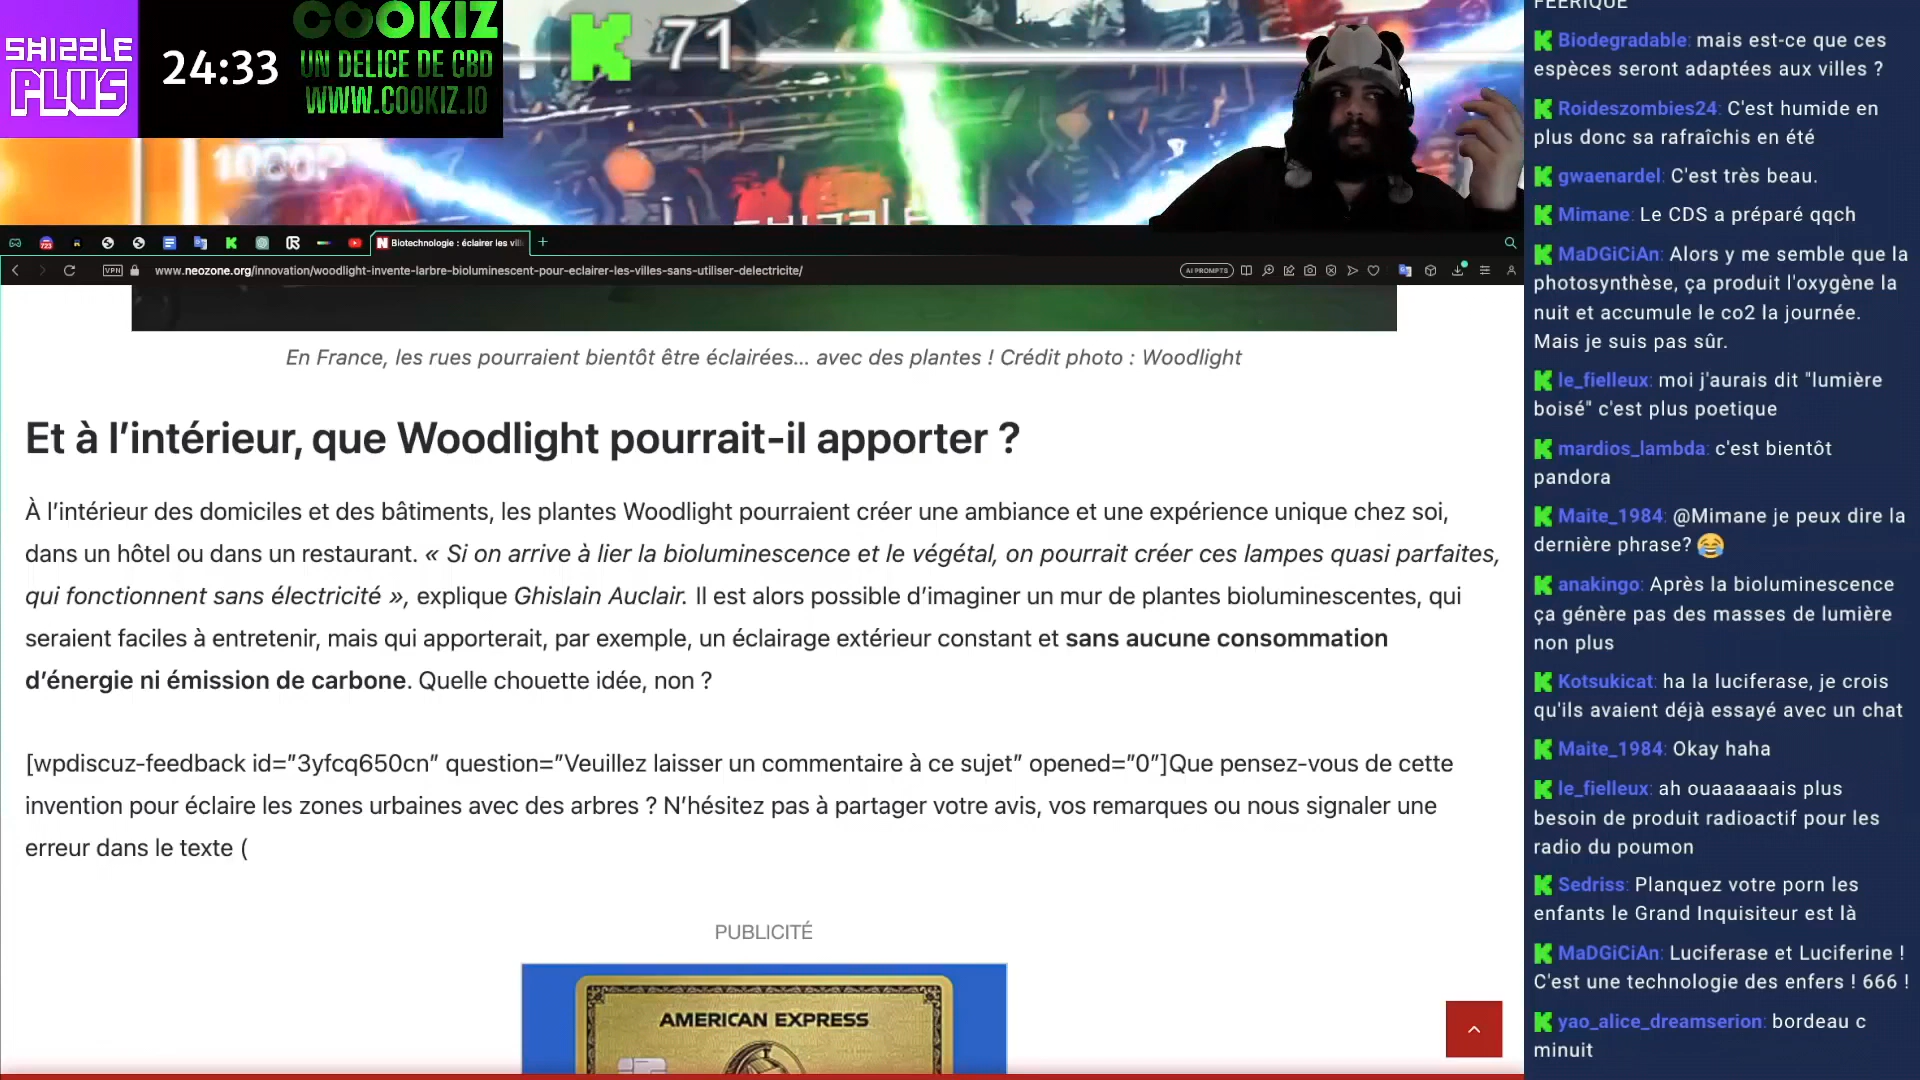 SHIZZLE
PLUS
24:33
COOKIZ
UN DELICE DE CBD
WWW.COOKIZ.IO
71
1080P
SHIZZLE
Biotechnologie : éclairer les vill
www.neozone.org/innovation/woodlight-invente-larbre-bioluminescent-pour-eclairer-les-villes-sans-utiliser-delectricite/
VPN
AI PROMPTS
En France, les rues pourraient bientôt être éclairées… avec des plantes ! Crédit photo : Woodlight
Et à l’intérieur, que Woodlight pourrait-il apporter ?
À l’intérieur des domiciles et des bâtiments, les plantes Woodlight pourraient créer une ambiance et une expérience unique chez soi,
dans un hôtel ou dans un restaurant. « Si on arrive à lier la bioluminescence et le végétal, on pourrait créer ces lampes quasi parfaites,
qui fonctionnent sans électricité », explique Ghislain Auclair. Il est alors possible d’imaginer un mur de plantes bioluminescentes, qui
seraient faciles à entretenir, mais qui apporterait, par exemple, un éclairage extérieur constant et sans aucune consommation
d’énergie ni émission de carbone. Quelle chouette idée, non ?
[wpdiscuz-feedback id=”3yfcq650cn” question=”Veuillez laisser un commentaire à ce sujet” opened=”0″]Que pensez-vous de cette
invention pour éclaire les zones urbaines avec des arbres ? N’hésitez pas à partager votre avis, vos remarques ou nous signaler une
erreur dans le texte (
PUBLICITÉ
AMERICAN EXPRESS
FEERIQUE
Biodegradable: mais est-ce que ces
espèces seront adaptées aux villes ?
Roideszombies24: C'est humide en
plus donc sa rafraîchis en été
gwaenardel: C'est très beau.
Mimane: Le CDS a préparé qqch
MaDGiCiAn: Alors y me semble que la
photosynthèse, ça produit l'oxygène la
nuit et accumule le co2 la journée.
Mais je suis pas sûr.
le_fielleux: moi j'aurais dit "lumière
boisé" c'est plus poetique
mardios_lambda: c'est bientôt
pandora
Maite_1984: @Mimane je peux dire la
dernière phrase? 😂
anakingo: Après la bioluminescence
ça génère pas des masses de lumière
non plus
Kotsukicat: ha la luciferase, je crois
qu'ils avaient déjà essayé avec un chat
Maite_1984: Okay haha
le_fielleux: ah ouaaaaaais plus
besoin de produit radioactif pour les
radio du poumon
Sedriss: Planquez votre porn les
enfants le Grand Inquisiteur est là
MaDGiCiAn: Luciferase et Luciferine !
C'est une technologie des enfers ! 666 !
yao_alice_dreamserion: bordeau c
minuit